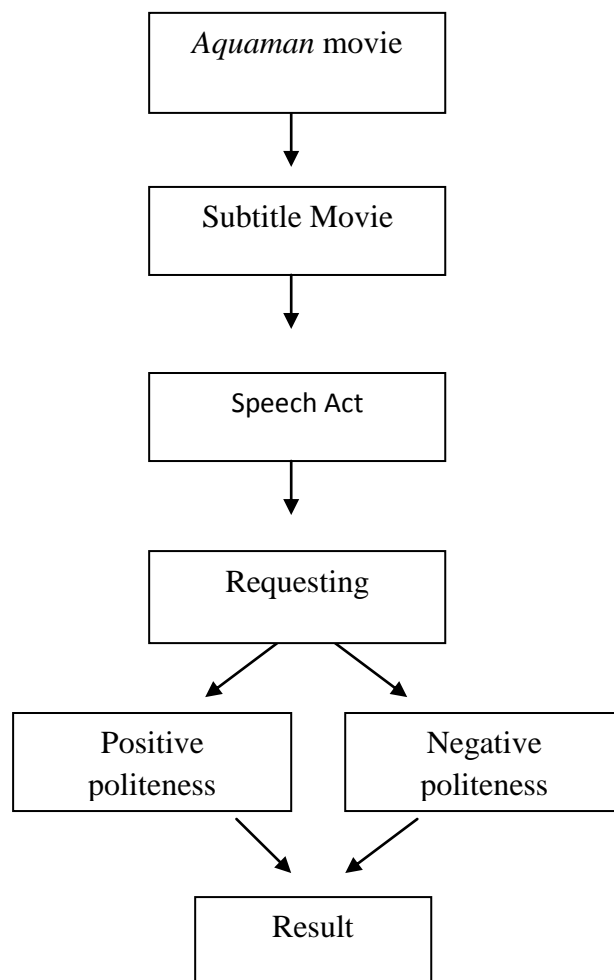 Aquaman movie
Subtitle Movie
Speech Act
Requesting
Positive
politeness
Negative
politeness
Result